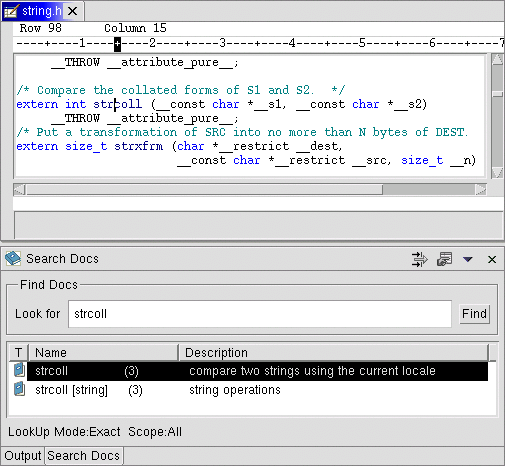 string.h
Row 98 Column 15
----+----1----+----2----+----3----+----4----+----5----+----6----+----7
__THROW __attribute_pure__;
/* Compare the collated forms of S1 and S2.  */
extern int strcoll (__const char *__s1, __const char *__s2)
__THROW __attribute_pure__;
/* Put a transformation of SRC into no more than N bytes of DEST.
extern size_t strxfrm (char *__restrict __dest,
__const char *__restrict __src, size_t __n)
Search Docs
Find Docs
Look for strcoll Find
T Name Description
strcoll (3) compare two strings using the current locale
strcoll [string] (3) string operations
LookUp Mode:Exact Scope:All
Output Search Docs